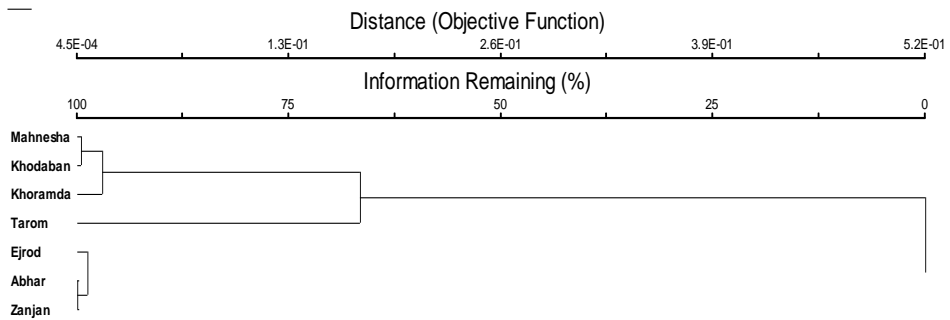 Distance (Objective Function)
4.5E-04 1.3E-01 2.6E-01 3.9E-01 5.2E-01
Information Remaining (%)
100 75 50 25 0
Mahnesha
Khodaban
Khoramda
Tarom
Ejrod
Abhar
Zanjan